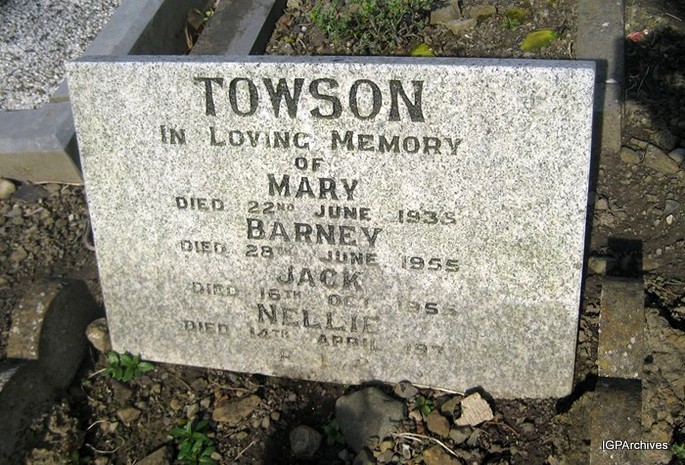 TOWSON
IN LOVING MEMORY
OF
MARY
DIED 22ND JUNE 1935
BARNEY
DIED 28TH JUNE 1955
JACK
DIED 16TH OCT 1955
NELLIE
DIED 14TH APRIL
IGPArchives